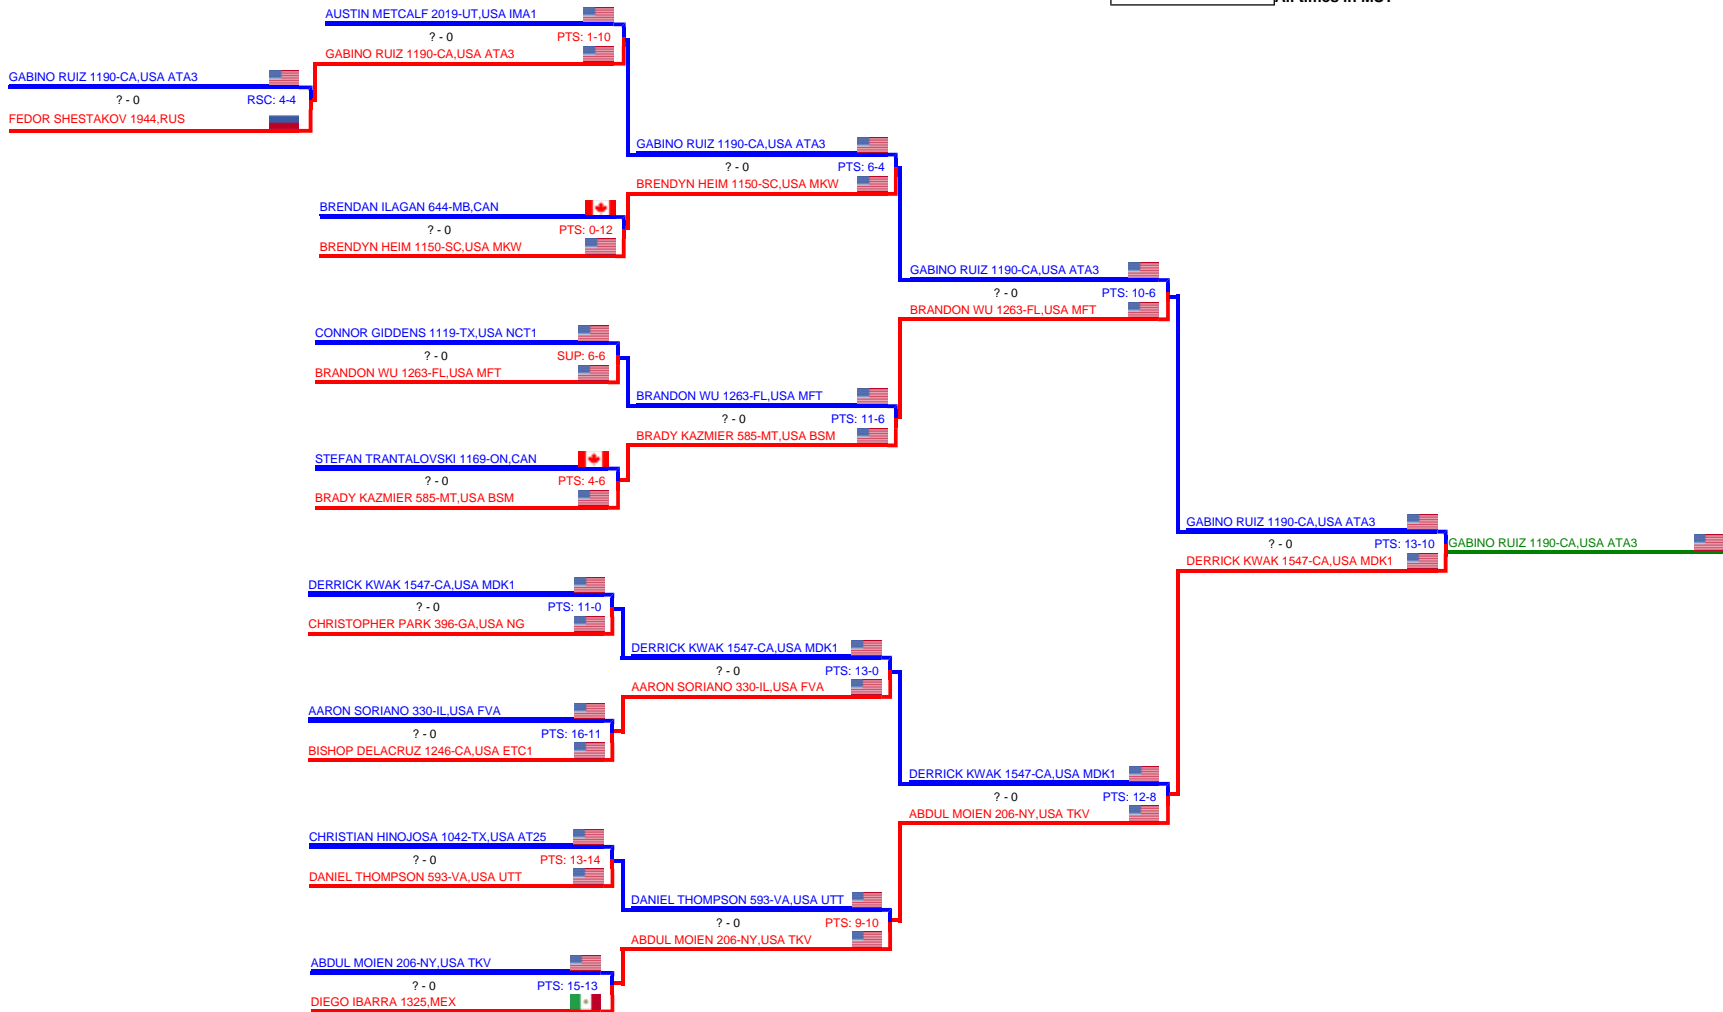 All times in MST
AUSTIN METCALF 2019-UT,USA IMA1
? - 0 PTS: 1-10
GABINO RUIZ 1190-CA,USA ATA3
GABINO RUIZ 1190-CA,USA ATA3
? - 0 RSC: 4-4
FEDOR SHESTAKOV 1944,RUS
GABINO RUIZ 1190-CA,USA ATA3
? - 0 PTS: 6-4
BRENDYN HEIM 1150-SC,USA MKW
BRENDAN ILAGAN 644-MB,CAN
? - 0 PTS: 0-12
BRENDYN HEIM 1150-SC,USA MKW
GABINO RUIZ 1190-CA,USA ATA3
? - 0 PTS: 10-6
BRANDON WU 1263-FL,USA MFT
CONNOR GIDDENS 1119-TX,USA NCT1
? - 0 SUP: 6-6
BRANDON WU 1263-FL,USA MFT
BRANDON WU 1263-FL,USA MFT
? - 0 PTS: 11-6
BRADY KAZMIER 585-MT,USA BSM
STEFAN TRANTALOVSKI 1169-ON,CAN
? - 0 PTS: 4-6
BRADY KAZMIER 585-MT,USA BSM
GABINO RUIZ 1190-CA,USA ATA3
? - 0 PTS: 13-10
DERRICK KWAK 1547-CA,USA MDK1
GABINO RUIZ 1190-CA,USA ATA3
DERRICK KWAK 1547-CA,USA MDK1
? - 0 PTS: 11-0
CHRISTOPHER PARK 396-GA,USA NG
DERRICK KWAK 1547-CA,USA MDK1
? - 0 PTS: 13-0
AARON SORIANO 330-IL,USA FVA
AARON SORIANO 330-IL,USA FVA
? - 0 PTS: 16-11
BISHOP DELACRUZ 1246-CA,USA ETC1
DERRICK KWAK 1547-CA,USA MDK1
? - 0 PTS: 12-8
ABDUL MOIEN 206-NY,USA TKV
CHRISTIAN HINOJOSA 1042-TX,USA AT25
? - 0 PTS: 13-14
DANIEL THOMPSON 593-VA,USA UTT
DANIEL THOMPSON 593-VA,USA UTT
? - 0 PTS: 9-10
ABDUL MOIEN 206-NY,USA TKV
ABDUL MOIEN 206-NY,USA TKV
? - 0 PTS: 15-13
DIEGO IBARRA 1325,MEX